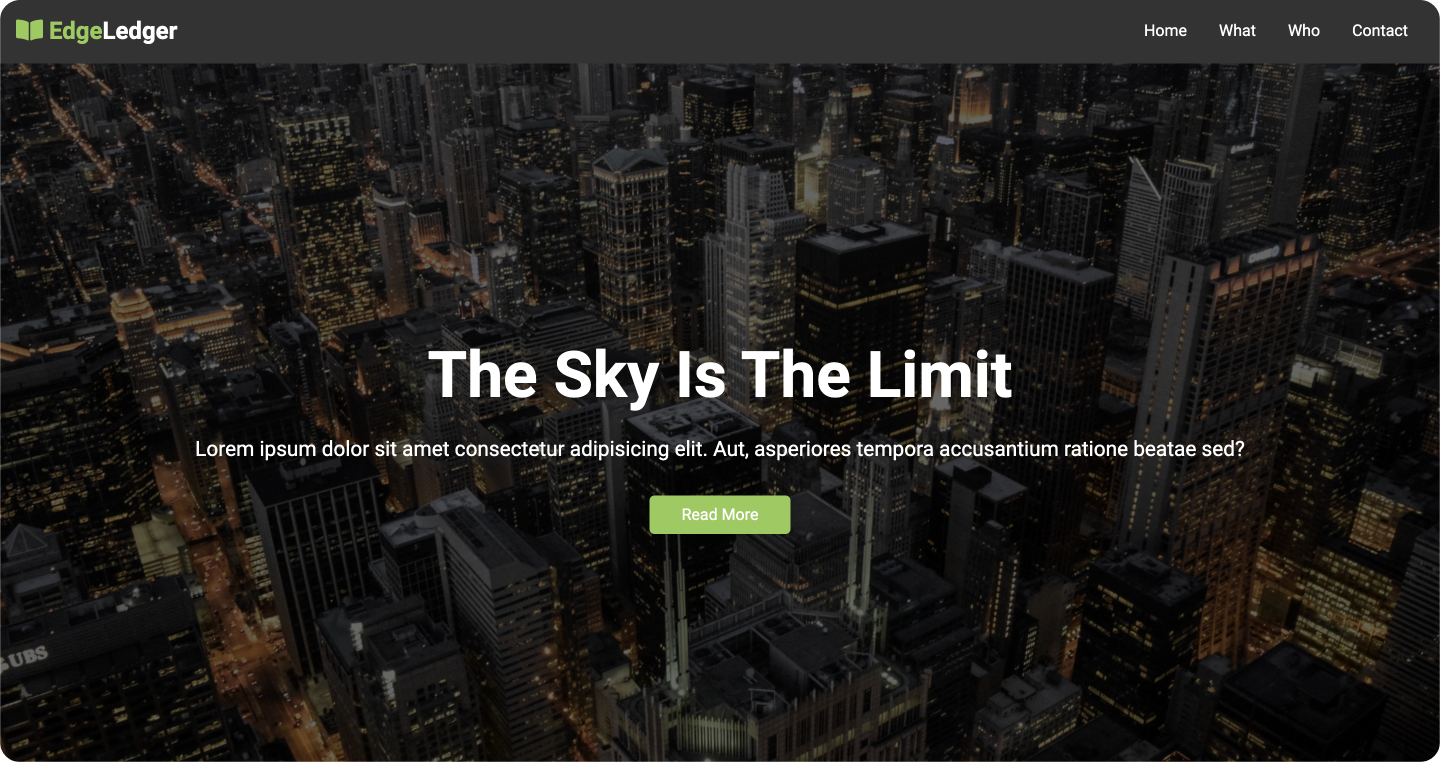 EdgeLedger
Home What Who Contact
The Sky Is The Limit
Lorem ipsum dolor sit amet consectetur adipisicing elit. Aut, asperiores tempora accusantium ratione beatae sed?
Read More
UBS